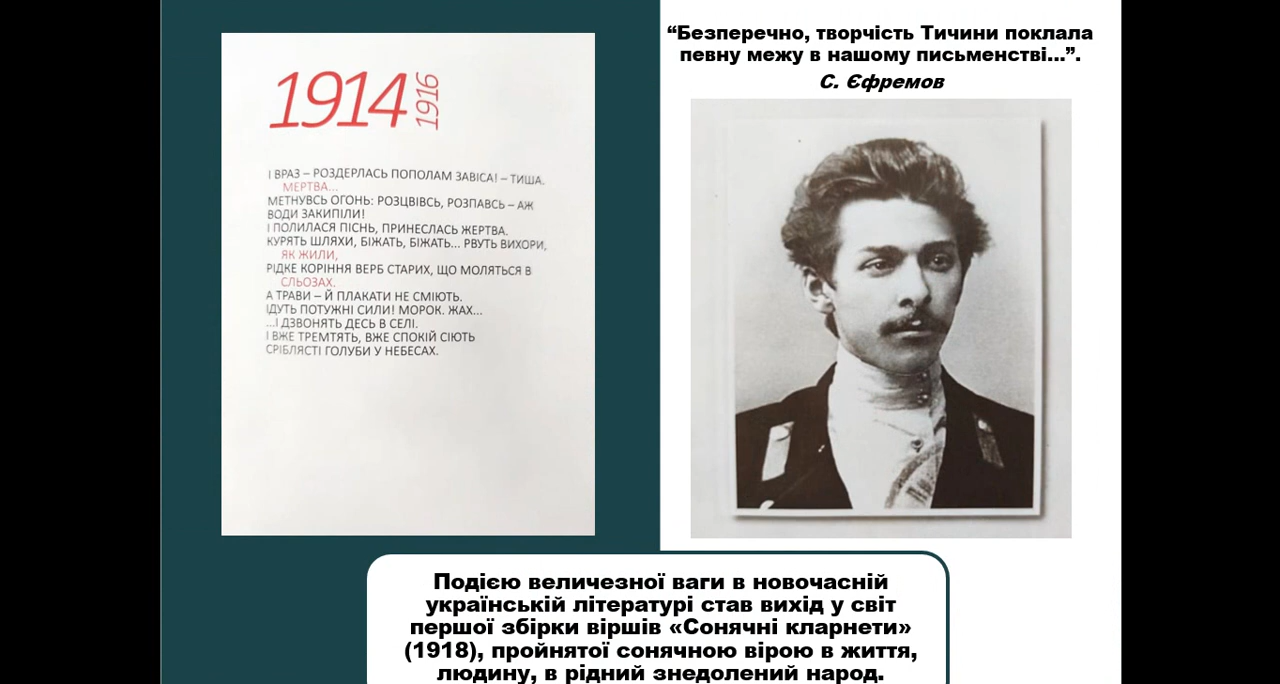 1914
1916
І ВРАЗ – РОЗДЕРЛАСЬ ПОПОЛАМ ЗАВІСА! – ТИША.
МЕРТВА...
МЕТНУВСЬ ОГОНЬ: РОЗЦВІВСЬ, РОЗПАВСЬ – АЖ
ВОДИ ЗАКИПІЛИ!
І ПОЛИЛАСЯ ПІСНЬ, ПРИНЕСЛАСЬ ЖЕРТВА.
КУРЯТЬ ШЛЯХИ, БІЖАТЬ, БІЖАТЬ... РВУТЬ ВИХОРИ,
ЯК ЖИЛИ,
РІДКЕ КОРІННЯ ВЕРБ СТАРИХ, ЩО МОЛЯТЬСЯ В
СЛЬОЗАХ.
А ТРАВИ – Й ПЛАКАТИ НЕ СМІЮТЬ.
ІДУТЬ ПОТУЖНІ СИЛИ! МОРОК. ЖАХ...
...І ДЗВОНЯТЬ ДЕСЬ В СЕЛІ.
І ВЖЕ ТРЕМТЯТЬ, ВЖЕ СПОКІЙ СІЮТЬ
СРІБЛЯСТІ ГОЛУБИ У НЕБЕСАХ.
“Безперечно, творчість Тичини поклала
певну межу в нашому письменстві...”.
С. Єфремов
Подією величезної ваги в новочасній
українській літературі став вихід у світ
першої збірки віршів «Сонячні кларнети»
(1918), пройнятої сонячною вірою в життя,
людину, в рідний знедолений народ.